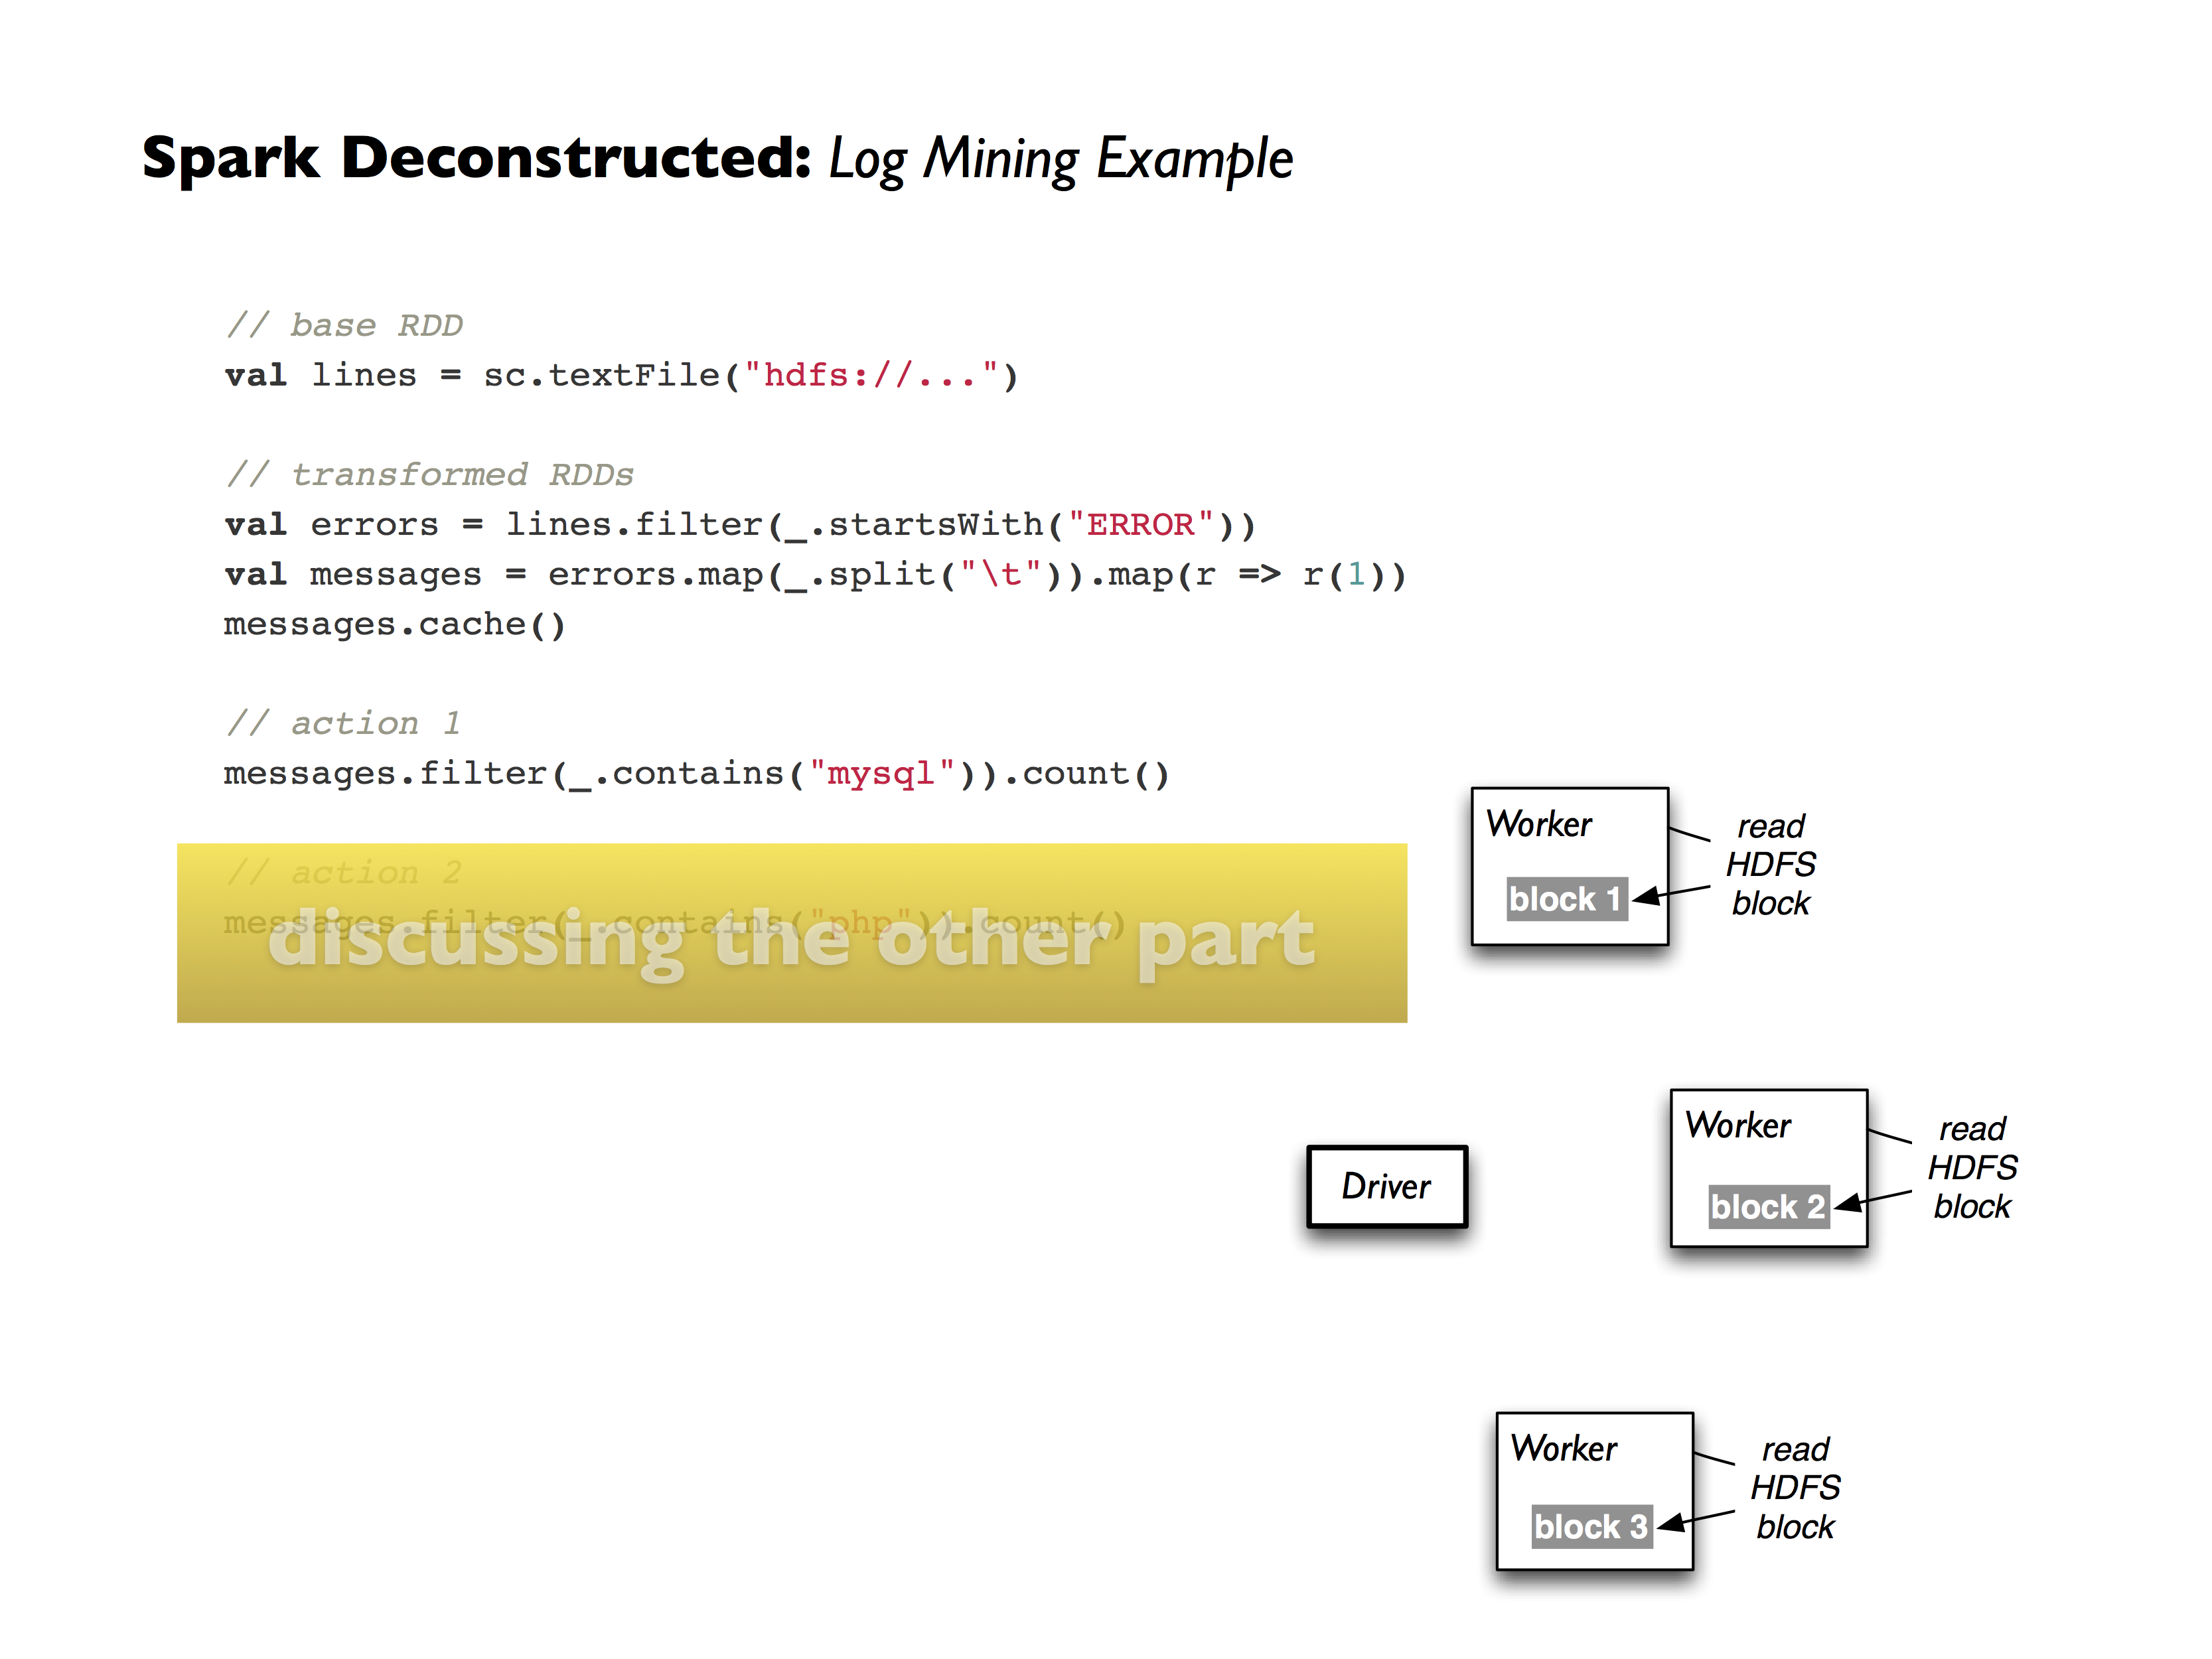 Spark Deconstructed: Log Mining Example
// base RDD
val lines = sc.textFile("hdfs://...")
// transformed RDDs
val errors = lines.filter(_.startsWith("ERROR"))
val messages = errors.map(_.split("\t")).map(r => r(1))
messages.cache()
// action 1
messages.filter(_.contains("mysql")).count()
// action 2
messages.filter(_.contains("php")).count()
discussing the other part
Worker
block 1
read
HDFS
block
Driver
Worker
block 2
read
HDFS
block
Worker
block 3
read
HDFS
block